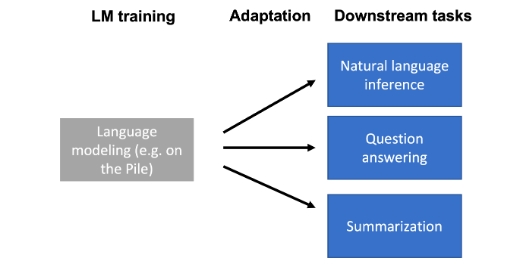 LM training
Adaptation
Downstream tasks
Language
modeling (e.g. on
the Pile)
Natural language
inference
Question
answering
Summarization